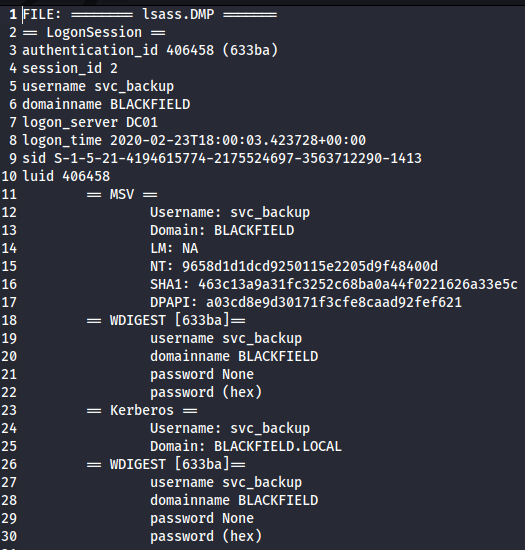 1 FILE: ======== lsass.DMP =======
2 == LogonSession ==
3 authentication_id 406458 (633ba)
4 session_id 2
5 username svc_backup
6 domainname BLACKFIELD
7 logon_server DC01
8 logon_time 2020-02-23T18:00:03.423728+00:00
9 sid S-1-5-21-4194615774-2175524697-3563712290-1413
10 luid 406458
11 == MSV ==
12 Username: svc_backup
13 Domain: BLACKFIELD
14 LM: NA
15 NT: 9658d1d1dcd9250115e2205d9f48400d
16 SHA1: 463c13a9a31fc3252c68ba0a44f0221626a33e5c
17 DPAPI: a03cd8e9d30171f3cfe8caad92fef621
18 == WDIGEST [633ba]==
19 username svc_backup
20 domainname BLACKFIELD
21 password None
22 password (hex)
23 == Kerberos ==
24 Username: svc_backup
25 Domain: BLACKFIELD.LOCAL
26 == WDIGEST [633ba]==
27 username svc_backup
28 domainname BLACKFIELD
29 password None
30 password (hex)